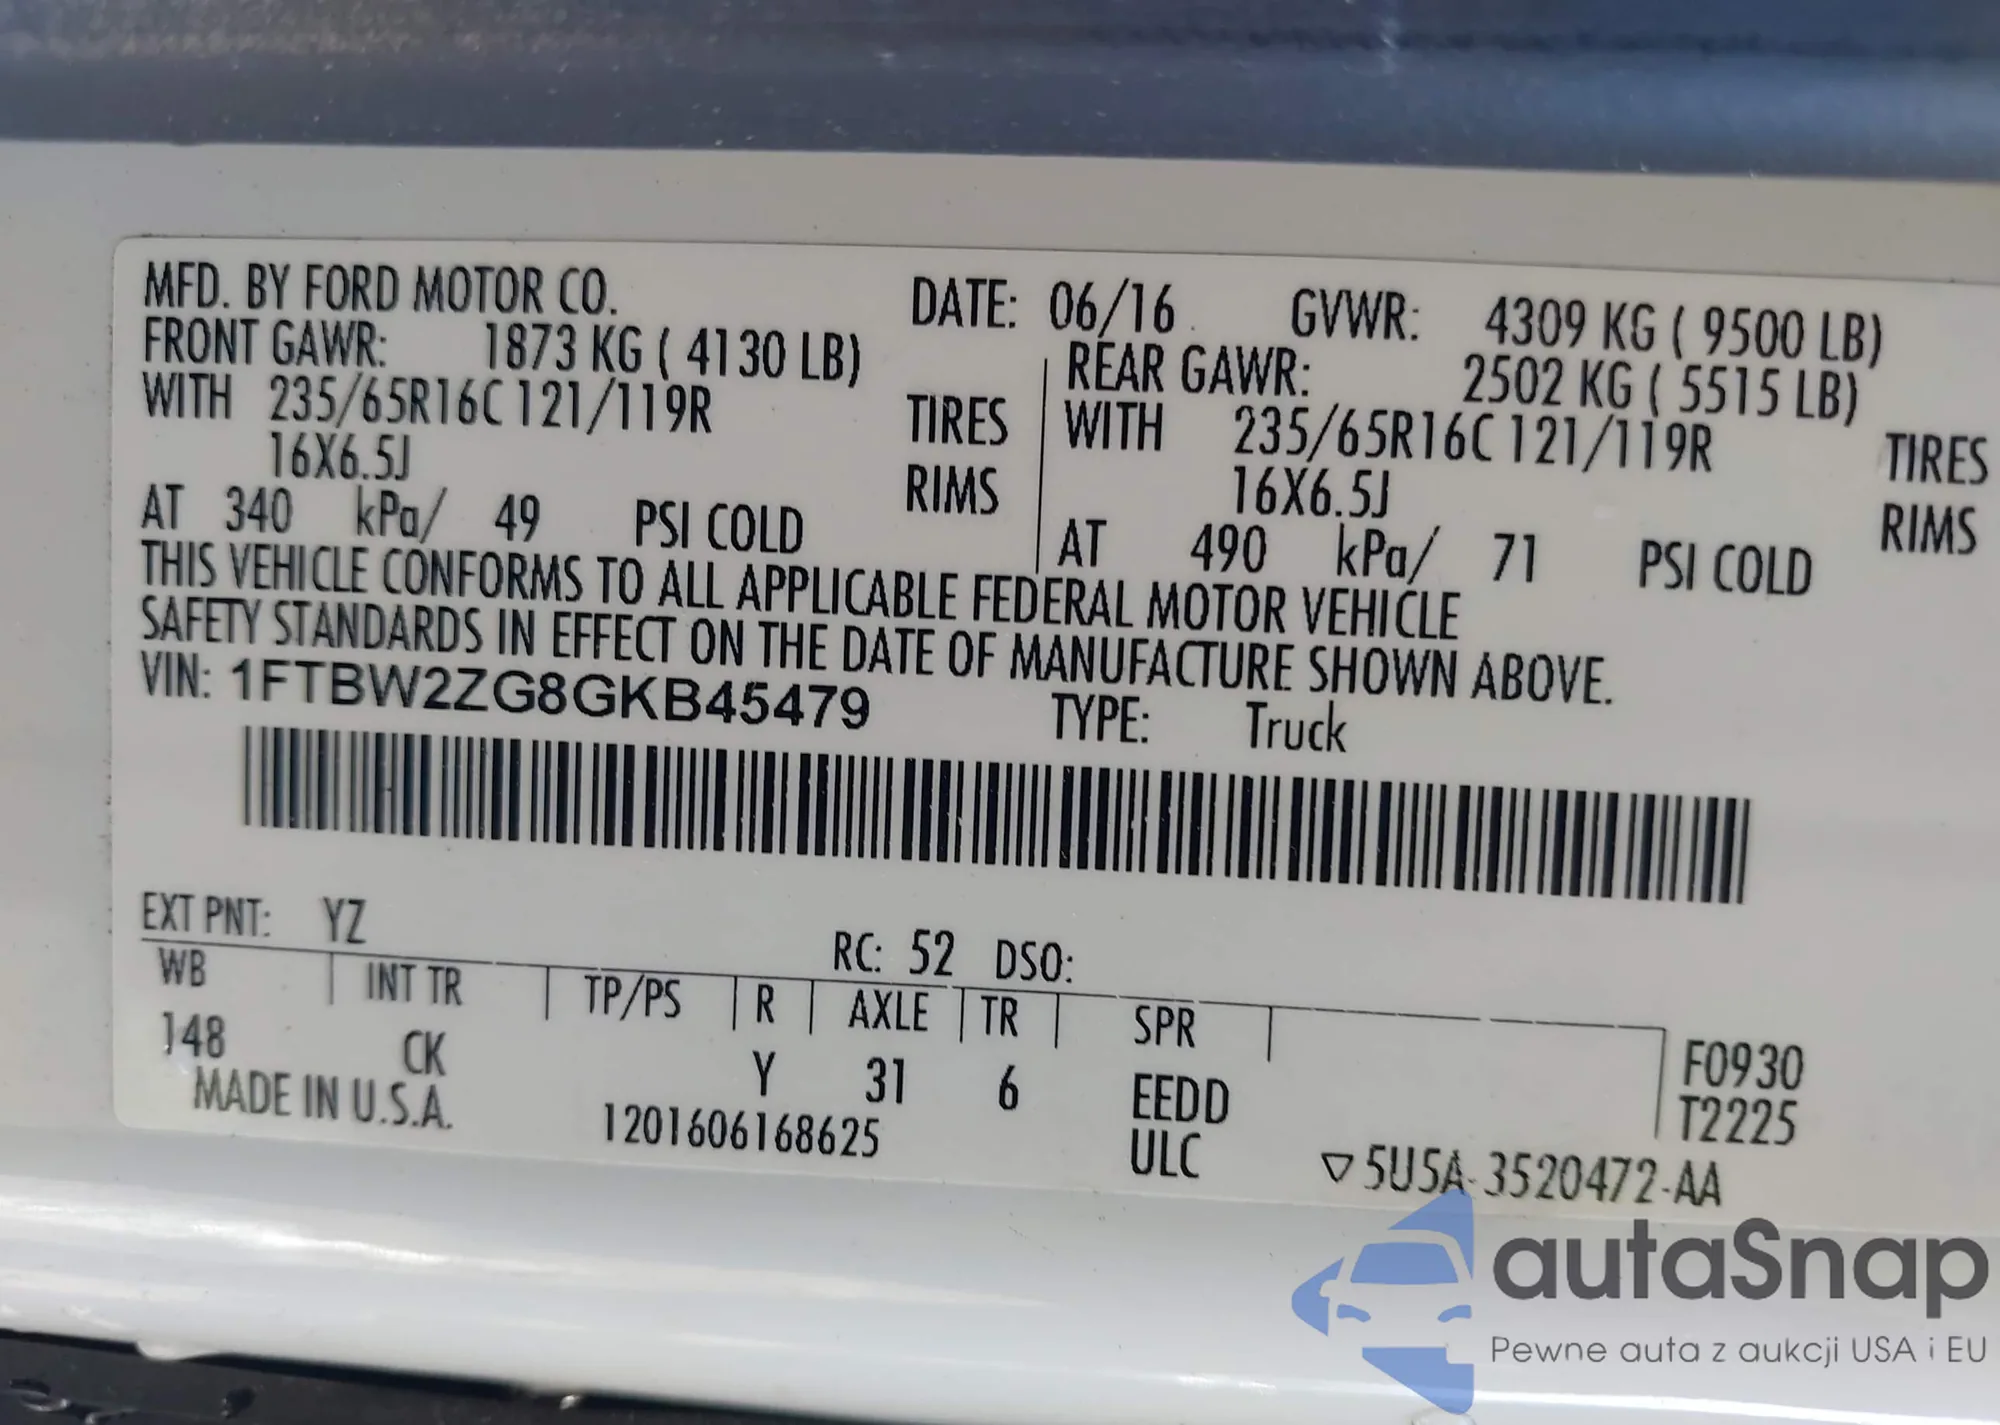 MFD. BY FORD MOTOR CO. DATE: 06/16 GVWR: 4309 KG ( 9500 LB)
FRONT GAWR: 1873 KG ( 4130 LB) REAR GAWR: 2502 KG ( 5515 LB)
WITH 235/65R16C 121/119R TIRES WITH 235/65R16C 121/119R TIRES
16X6.5J RIMS 16X6.5J RIMS
AT 340 kPa/ 49 PSI COLD AT 490 kPa/ 71 PSI COLD
THIS VEHICLE CONFORMS TO ALL APPLICABLE FEDERAL MOTOR VEHICLE
SAFETY STANDARDS IN EFFECT ON THE DATE OF MANUFACTURE SHOWN ABOVE.
VIN: 1FTBW2ZG8GKB45479 TYPE: Truck
EXT PNT: YZ RC: 52 DSO:
WB INT TR TP/PS R AXLE TR SPR
148 CK Y 31 6 EEDD F0930
MADE IN U.S.A. 1201606168625 ULC T2225
5U5A-3520472-AA
autaSnap
Pewne auta z aukcji USA i EU